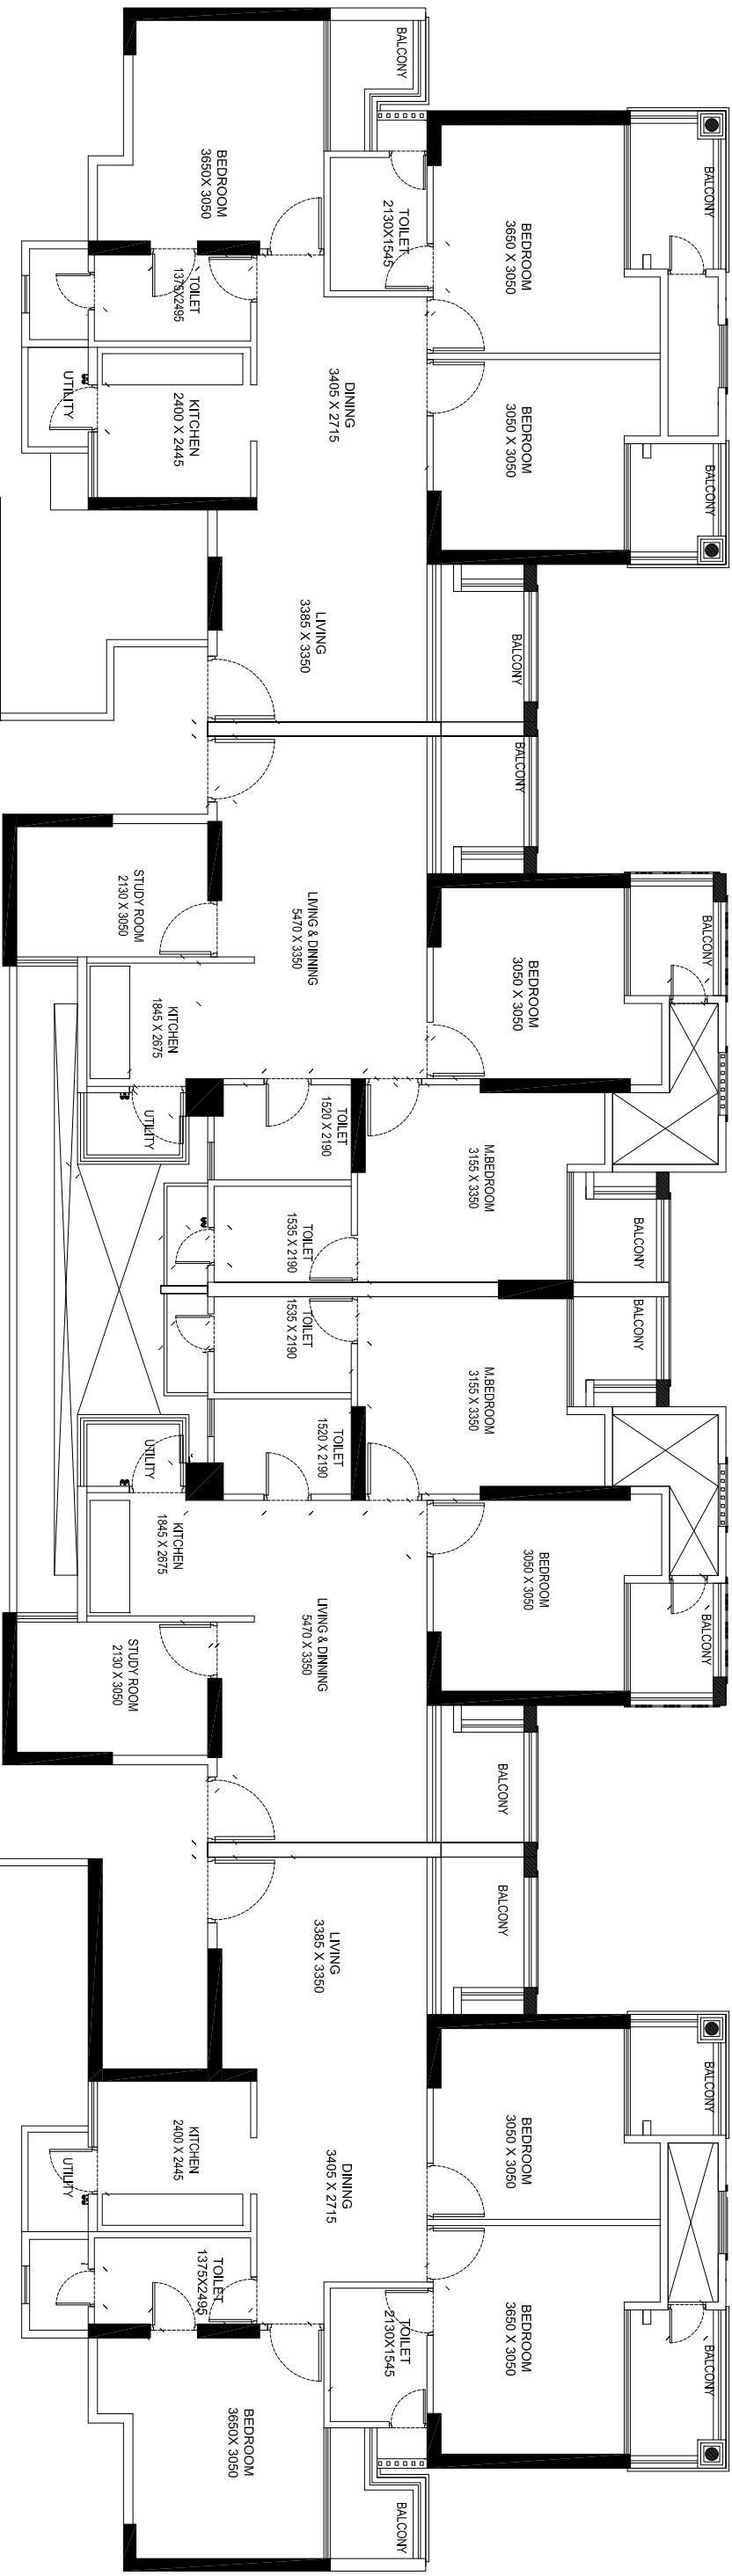 BALCONY
BEDROOM
3650X 3050
TOILET
2130X1545
BEDROOM
3650 X 3050
BALCONY
TOILET
1375X2495
DINING
3405 X 2715
BEDROOM
3050 X 3050
BALCONY
UTILITY
KITCHEN
2400 X 2445
LIVING
3385 X 3350
BALCONY
BALCONY
STUDY ROOM
2130 X 3050
LIVING & DINNING
5470 X 3350
BEDROOM
3050 X 3050
BALCONY
KITCHEN
1845 X 2675
UTILITY
TOILET
1520 X 2190
M.BEDROOM
3155 X 3350
TOILET
1535 X 2190
BALCONY
TOILET
1535 X 2190
M.BEDROOM
3155 X 3350
BALCONY
UTILITY
TOILET
1520 X 2190
KITCHEN
1845 X 2675
BEDROOM
3050 X 3050
STUDY ROOM
2130 X 3050
LIVING & DINNING
5470 X 3350
BALCONY
BALCONY
BALCONY
LIVING
3385 X 3350
BALCONY
KITCHEN
2400 X 2445
DINING
3405 X 2715
BEDROOM
3050 X 3050
UTILITY
TOILET
1375X2495
TOILET
2130X1545
BEDROOM
3650 X 3050
BALCONY
BEDROOM
3650X 3050
BALCONY